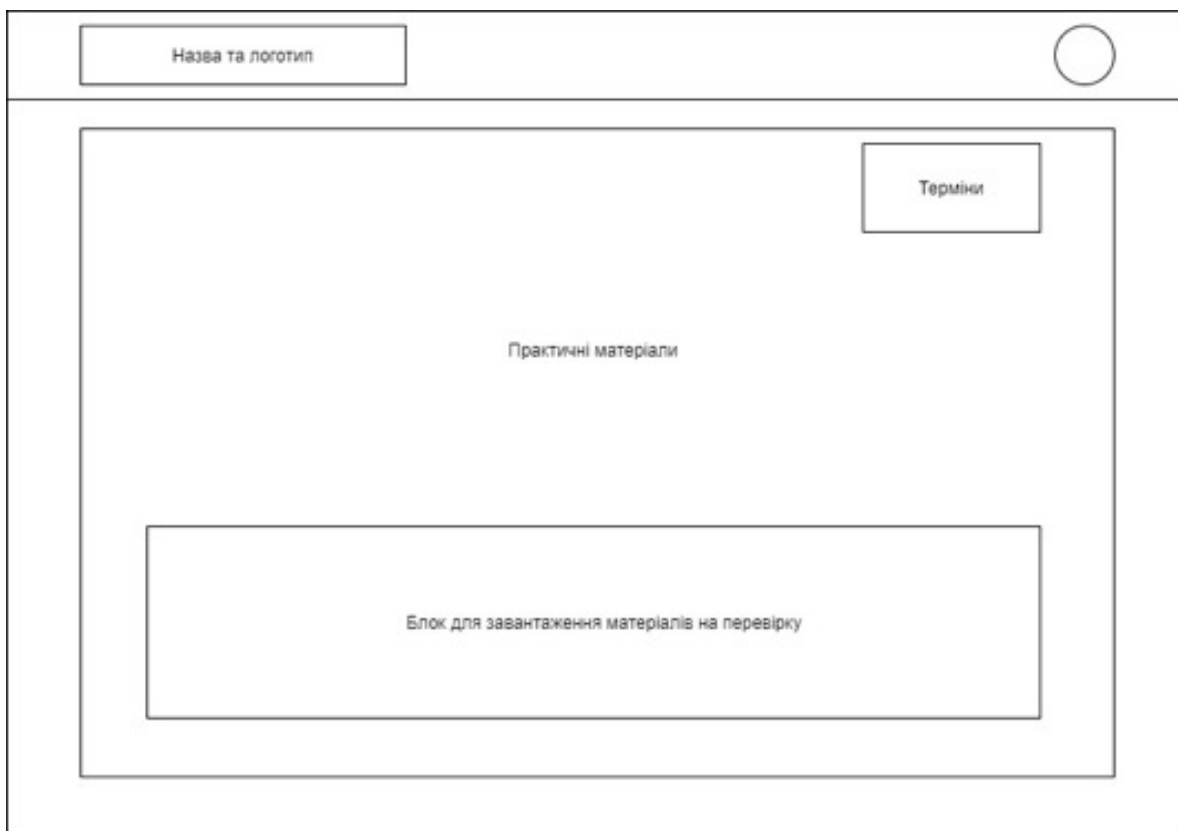 Назва та логотип
Терміни
Практичні матеріали
Блок для завантаження матеріалів на перевірку